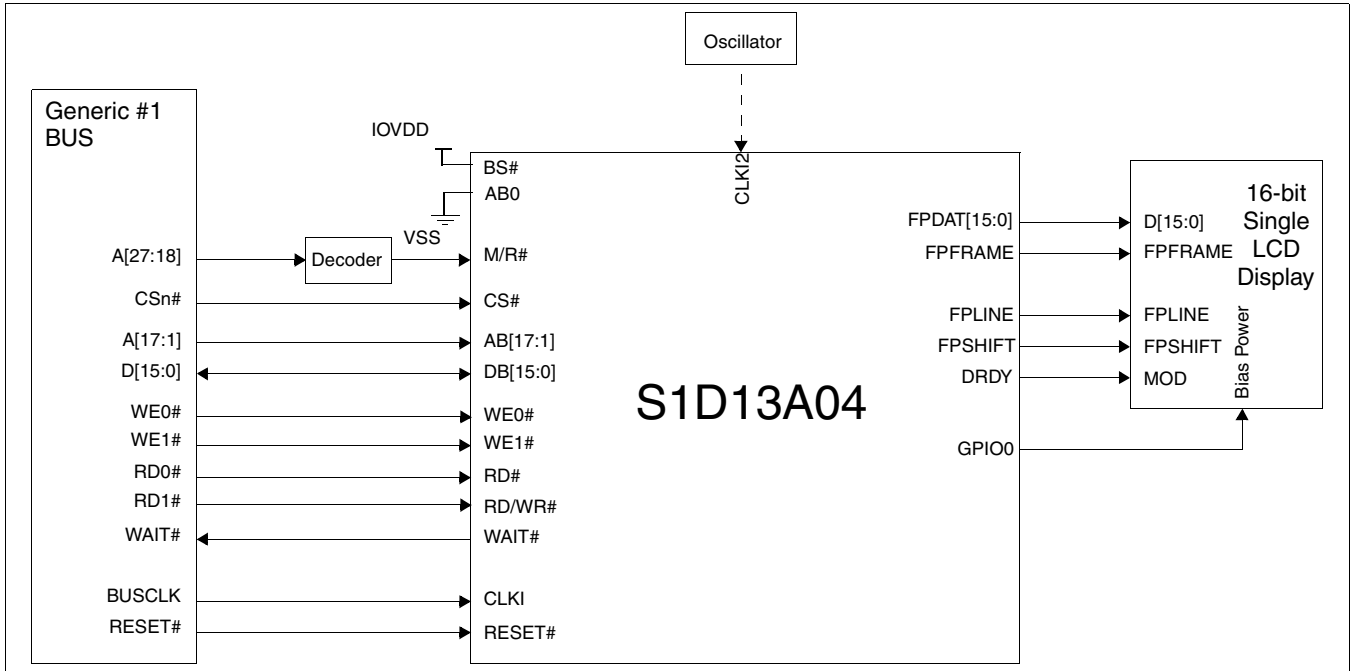 Oscillator
Generic #1
BUS
IOVDD
BS#
AB0
VSS
CLKI2
A[27:18]
Decoder
M/R#
CSn#
CS#
A[17:1]
AB[17:1]
D[15:0]
DB[15:0]
WE0#
WE0#
WE1#
WE1#
RD0#
RD#
RD1#
RD/WR#
WAIT#
WAIT#
BUSCLK
CLKI
RESET#
RESET#
S1D13A04
FPDAT[15:0]
FPFRAME
FPLINE
FPSHIFT
DRDY
GPIO0
D[15:0]
FPFRAME
FPLINE
FPSHIFT
MOD
16-bit
Single
LCD
Display
Bias Power